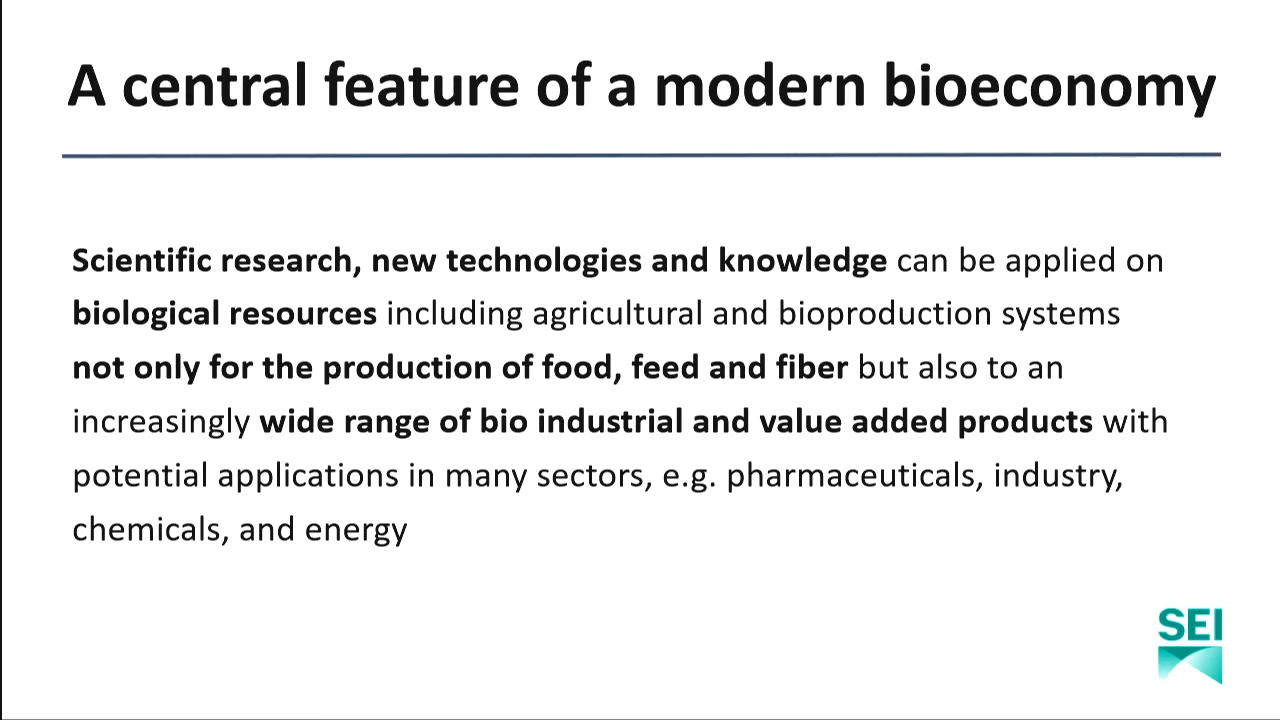 A central feature of a modern bioeconomy
Scientific research, new technologies and knowledge can be applied on
biological resources including agricultural and bioproduction systems
not only for the production of food, feed and fiber but also to an
increasingly wide range of bio industrial and value added products with
potential applications in many sectors, e.g. pharmaceuticals, industry,
chemicals, and energy
SEI